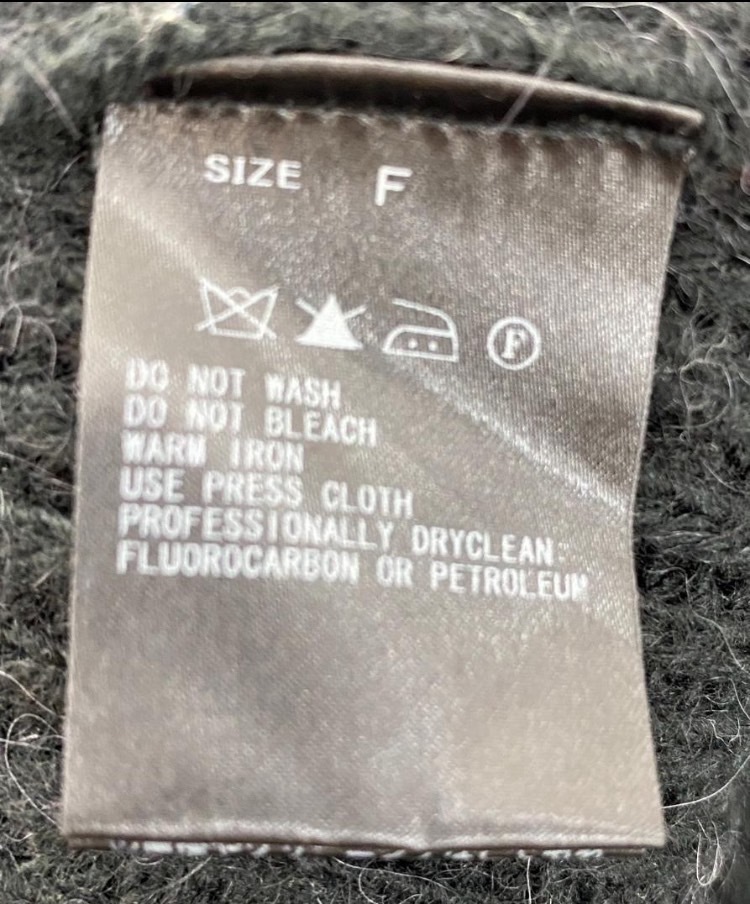 SIZE F
F
DO NOT WASH
DO NOT BLEACH
WARM IRON
USE PRESS CLOTH
PROFESSIONALLY DRYCLEAN:
FLUOROCARBON OR PETROLEUM